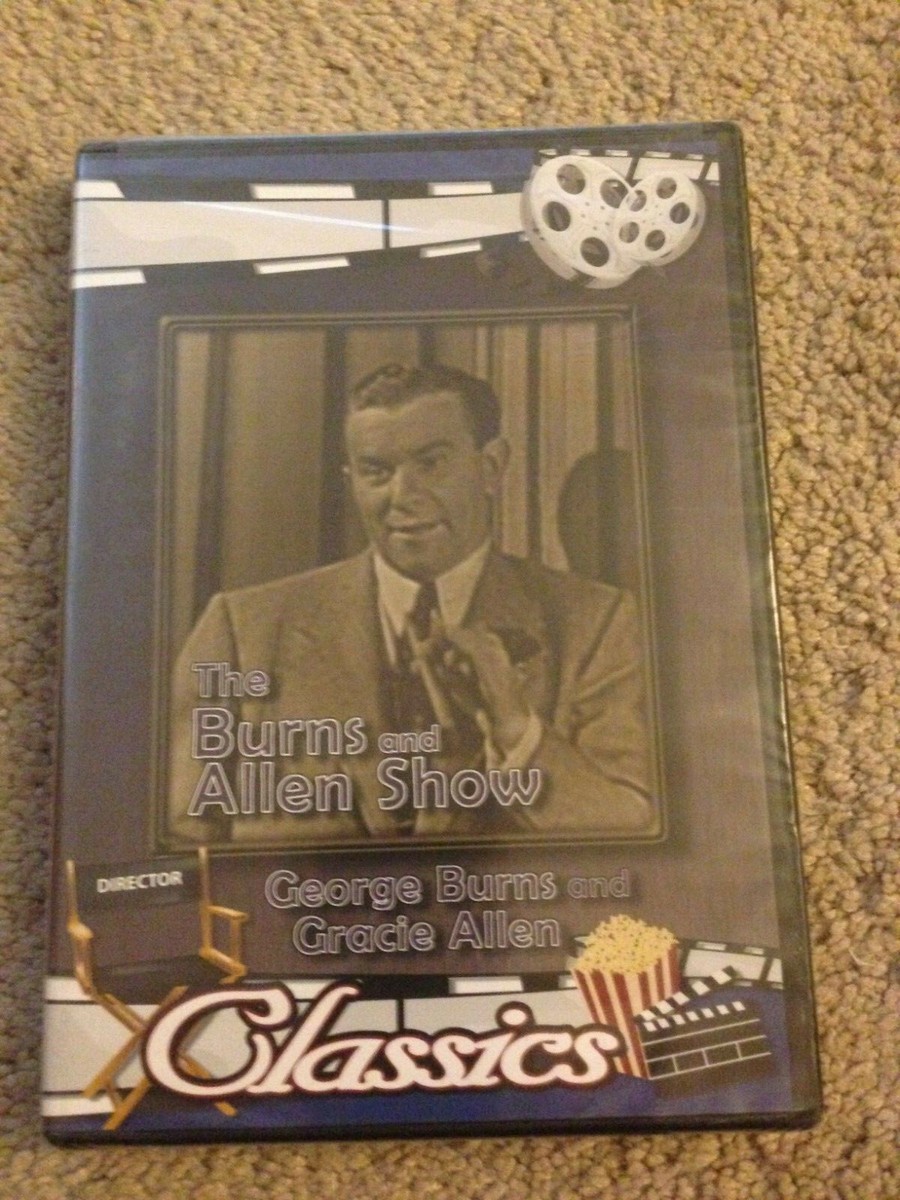 The
Burns and
Allen Show
DIRECTOR
George Burns and
Gracie Allen
Classics